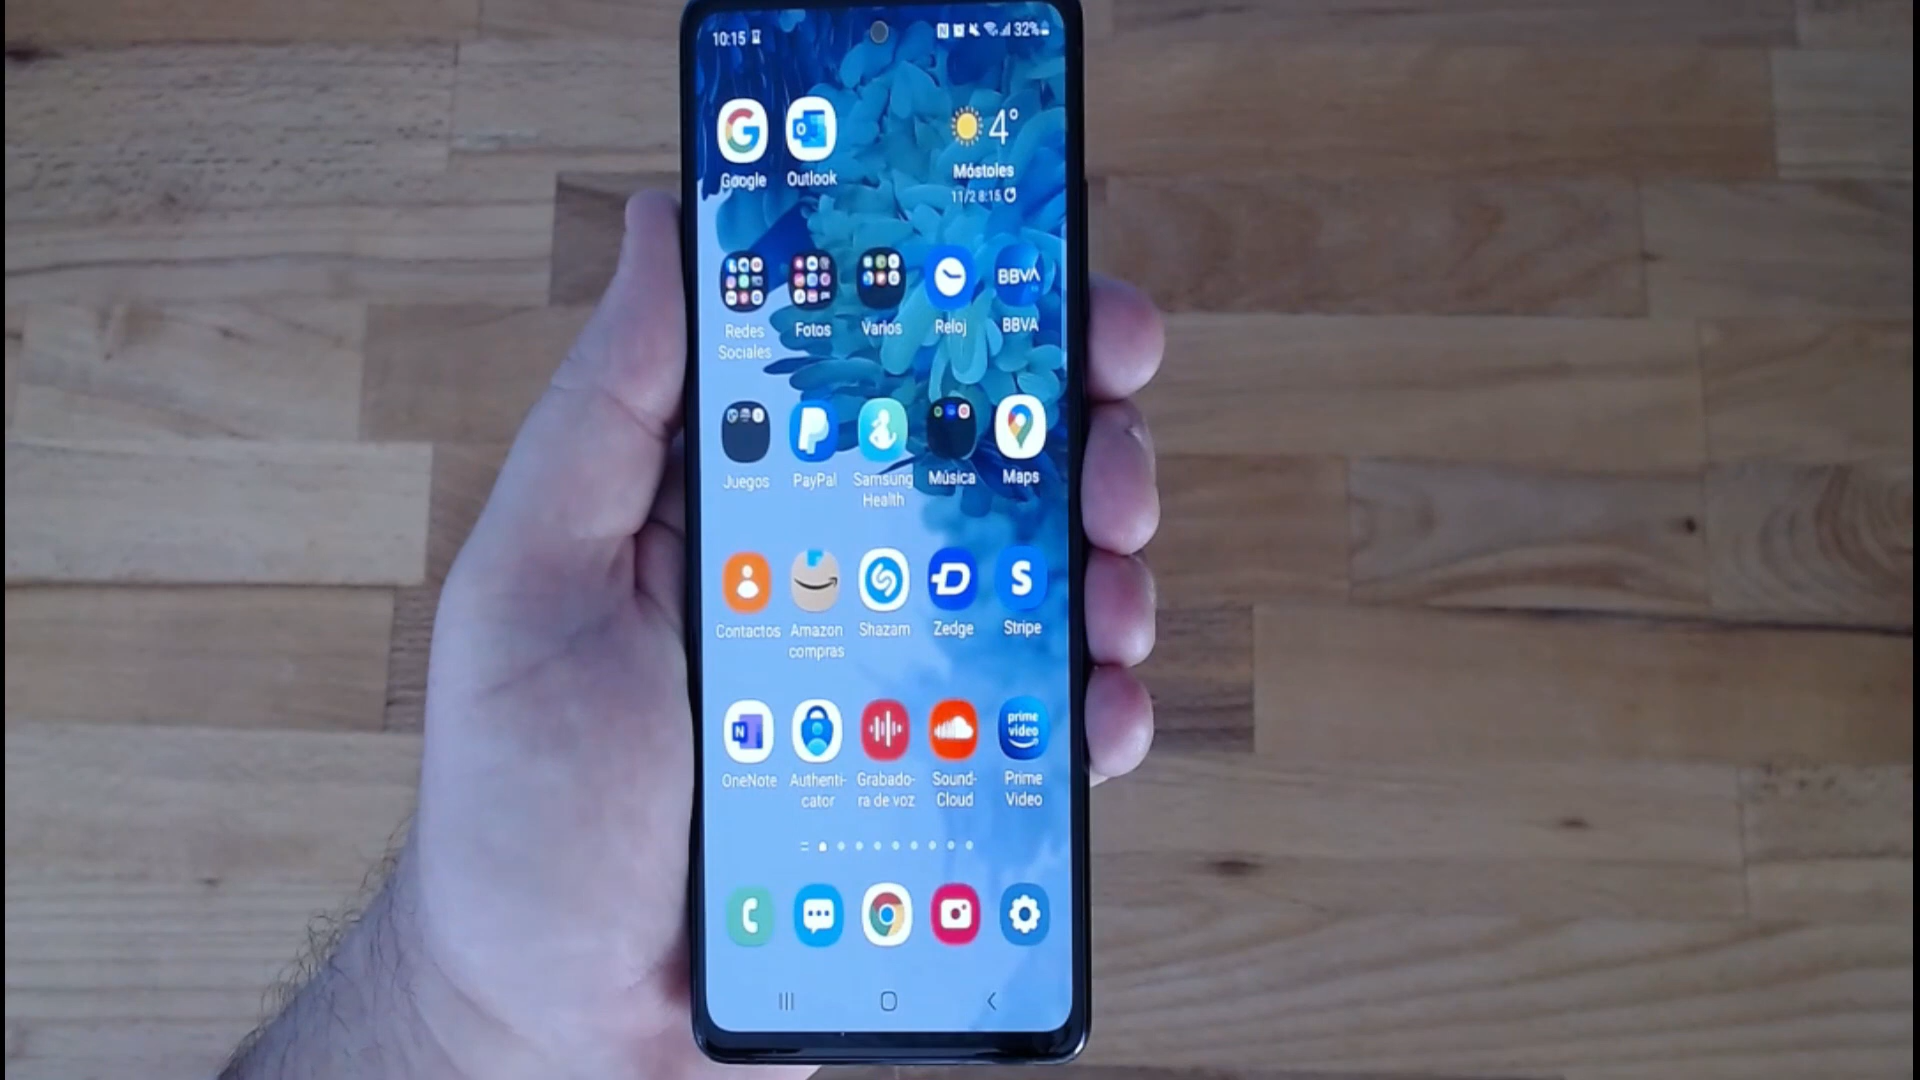 10:15
32%
4°
Google
Outlook
Móstoles
11/2 8:15
BBVA
Redes
Sociales
Fotos
Varios
Reloj
BBVA
Juegos
PayPal
Samsung
Health
Música
Maps
S
Contactos
Amazon
compras
Shazam
Zedge
Stripe
N
prime
video
OneNote
Authenti-
cator
Grabado-
ra de voz
Sound-
Cloud
Prime
Video